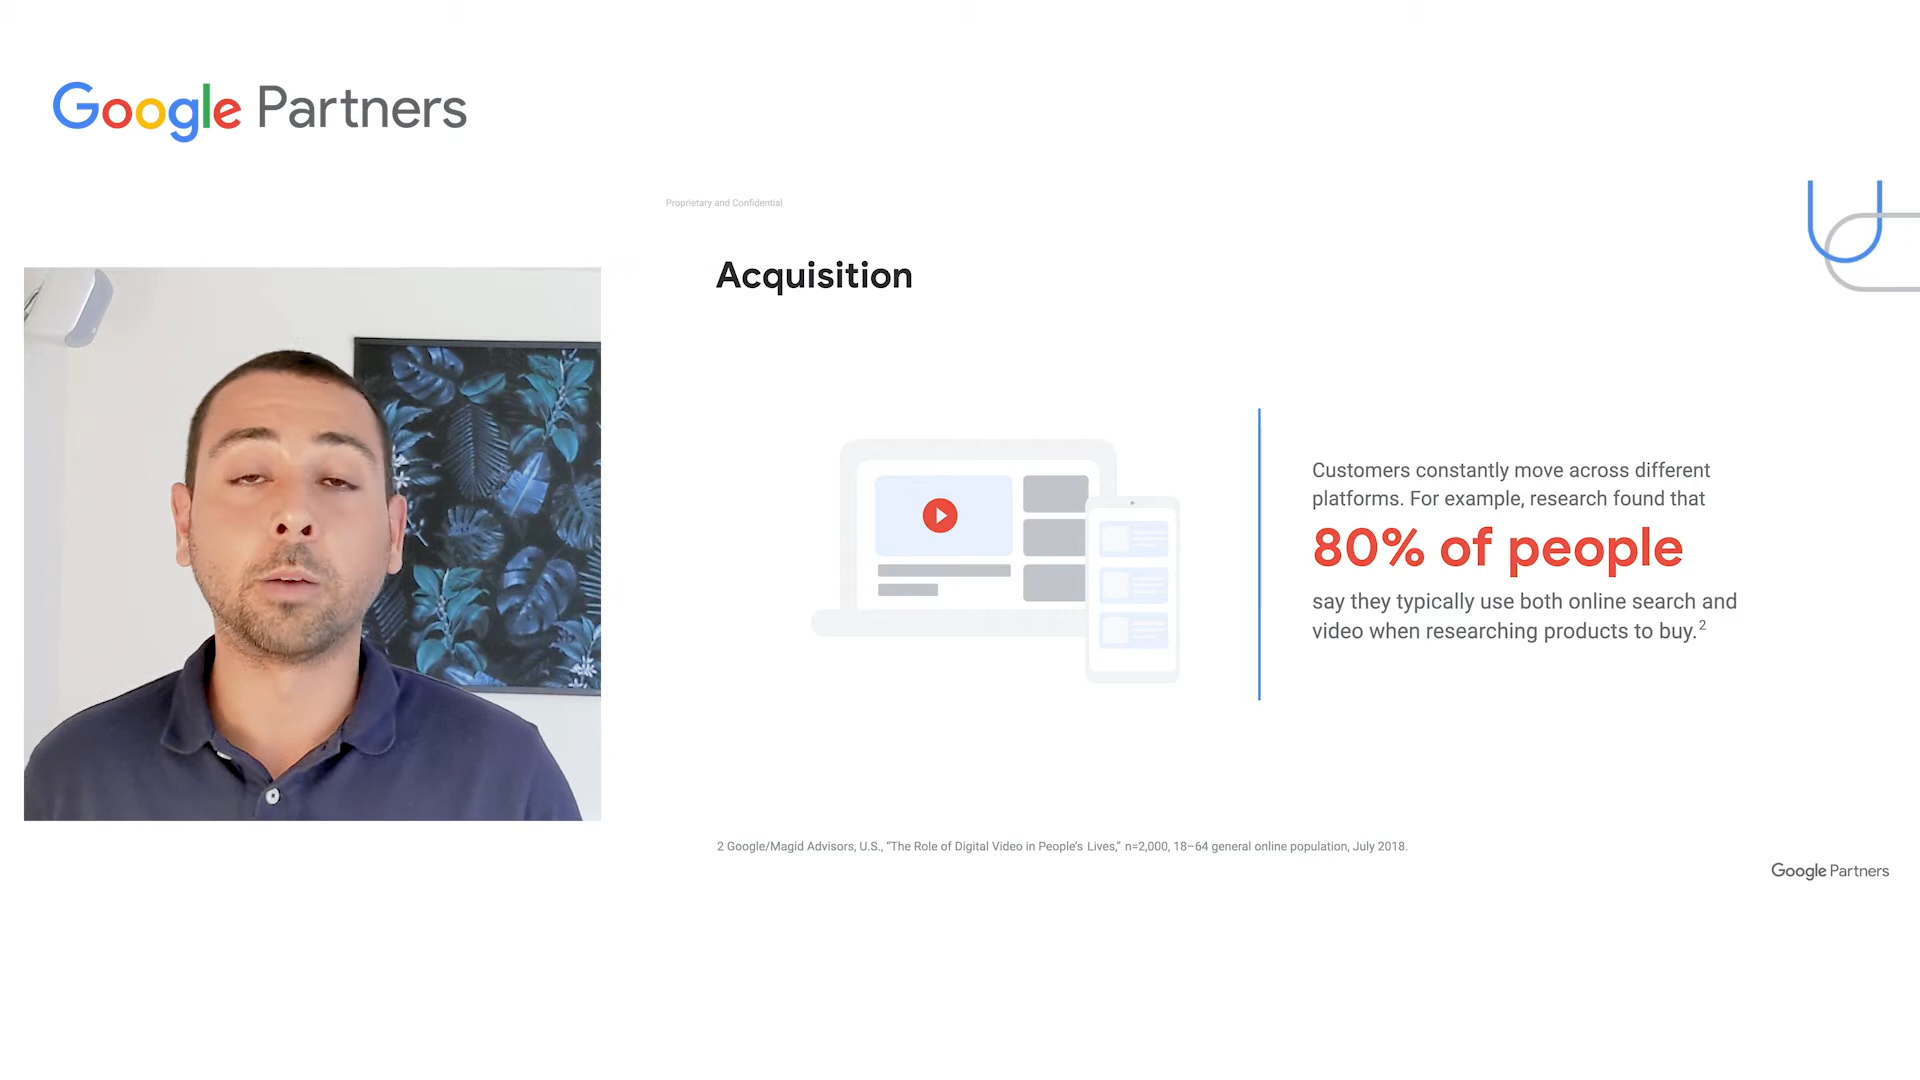 Google Partners
Proprietary and Confidential
Acquisition
Customers constantly move across different
platforms. For example, research found that
80% of people
say they typically use both online search and
video when researching products to buy.2
2 Google/Magid Advisors, U.S., “The Role of Digital Video in People’s Lives,” n=2,000, 18–64 general online population, July 2018.
Google Partners